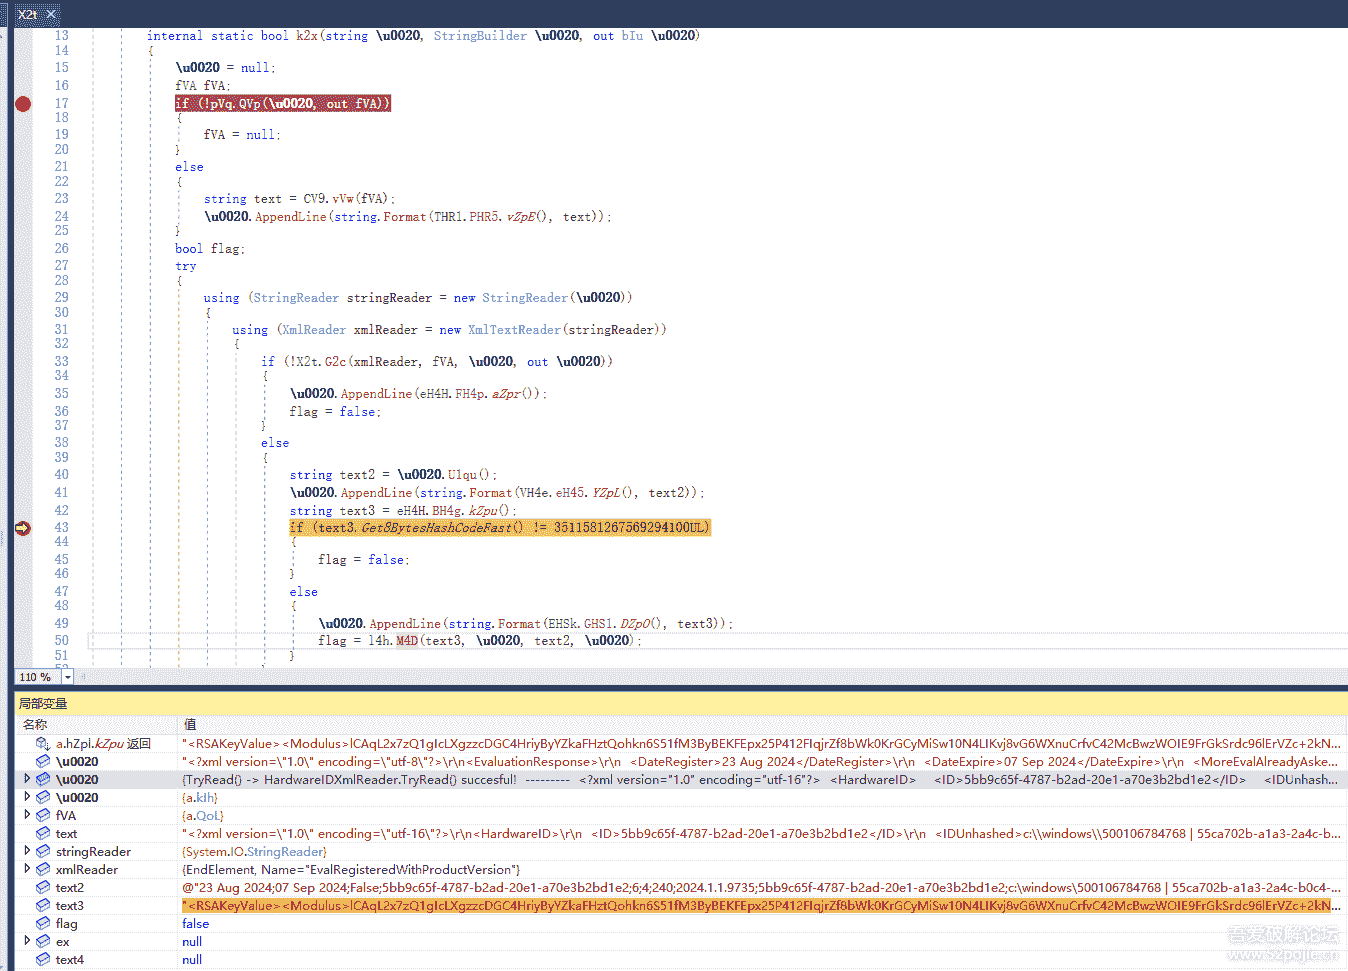 X2t ✕
13 internal static bool k2x(string \u0020, StringBuilder \u0020, out bIu \u0020)
14 {
15 \u0020 = null;
16 fVA fVA;
17 if (!pVq.QVp(\u0020, out fVA))
18 {
19 fVA = null;
20 }
21 else
22 {
23 string text = CV9.vVw(fVA);
24 \u0020.AppendLine(string.Format(THR1.PHR5.vZpE(), text));
25 }
26 bool flag;
27 try
28 {
29 using (StringReader stringReader = new StringReader(\u0020))
30 {
31 using (XmlReader xmlReader = new XmlTextReader(stringReader))
32 {
33 if (!X2t.G2c(xmlReader, fVA, \u0020, out \u0020))
34 {
35 \u0020.AppendLine(eH4H.FH4p.aZpr());
36 flag = false;
37 }
38 else
39 {
40 string text2 = \u0020.U1qu();
41 \u0020.AppendLine(string.Format(VH4e.eH45.YZpL(), text2));
42 string text3 = eH4H.BH4g.kZpu();
43 if (text3.Get8BytesHashCodeFast() != 3511581267569294100UL)
44 {
45 flag = false;
46 }
47 else
48 {
49 \u0020.AppendLine(string.Format(EHSk.GHS1.DZpO(), text3));
50 flag = l4h.M4D(text3, \u0020, text2, \u0020);
51 }
110 %
局部变量
名称 值
a.hZpl.kZpu 返回 "<RSAKeyValue><Modulus>lCAqL2x7zQ1gIcLXgzzcDGC4HriyByYZkaFHztQohkn6S51fM3ByBEKFEpx25P412FIqjrZf8bWk0KrGCyMiSw10N4LIKvj8vG6WXnuCrfvC42McBwzWOIE9FrGkSrdc96lErVZc+2kN...
\u0020 "<?xml version=\"1.0\" encoding=\"utf-8\"?>\r\n<EvaluationResponse>\r\n <DateRegister>23 Aug 2024</DateRegister>\r\n <DateExpire>07 Sep 2024</DateExpire>\r\n <MoreEvalAlreadyAske...
\u0020 {TryRead() -> HardwareIDXmlReader.TryRead() succesful! --------- <?xml version="1.0" encoding="utf-16"?> <HardwareID> <ID>5bb9c65f-4787-b2ad-20e1-a70e3b2bd1e2</ID> <IDUnhash...
\u0020 {a.kIh}
fVA {a.QoL}
text "<?xml version=\"1.0\" encoding=\"utf-16\"?>\r\n<HardwareID>\r\n <ID>5bb9c65f-4787-b2ad-20e1-a70e3b2bd1e2</ID>\r\n <IDUnhashed>c:\\windows\\500106784768 | 55ca702b-a1a3-2a4c-b...
stringReader {System.IO.StringReader}
xmlReader {EndElement, Name="EvalRegisteredWithProductVersion"}
text2 @"23 Aug 2024;07 Sep 2024;False;5bb9c65f-4787-b2ad-20e1-a70e3b2bd1e2;6;4;240;2024.1.1.9735;5bb9c65f-4787-b2ad-20e1-a70e3b2bd1e2;c:\windows\500106784768 | 55ca702b-a1a3-2a4c-b0c4-...
text3 "<RSAKeyValue><Modulus>lCAqL2x7zQ1gIcLXgzzcDGC4HriyByYZkaFHztQohkn6S51fM3ByBEKFEpx25P412FIqjrZf8bWk0KrGCyMiSw10N4LIKvj8vG6WXnuCrfvC42McBwzWOIE9FrGkSrdc96lErVZc+2kN...
flag false
ex null
text4 null
吾爱破解论坛
www.52pojie.cn